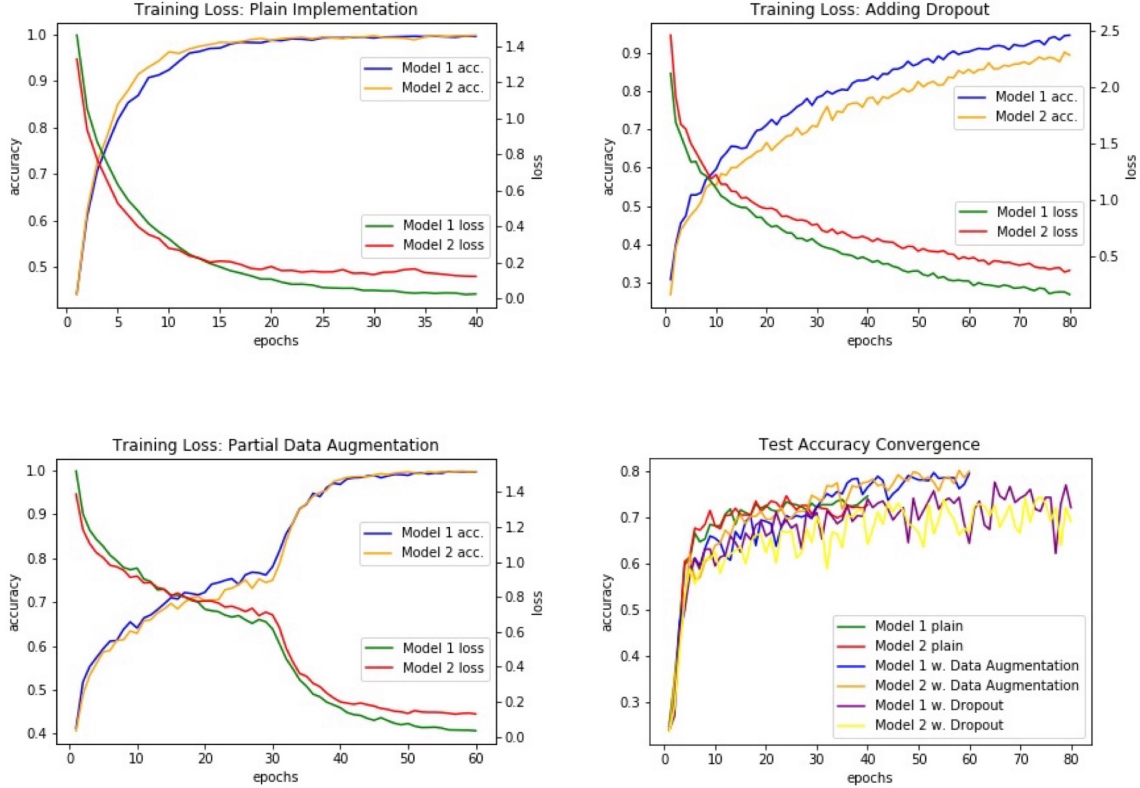 Training Loss: Plain Implementation
1.0
0.9
0.8
0.7
0.6
0.5
accuracy
1.4
1.2
1.0
0.8
0.6
0.4
0.2
0.0
loss
Model 1 acc.
Model 2 acc.
Model 1 loss
Model 2 loss
0 5 10 15 20 25 30 35 40
epochs
Training Loss: Adding Dropout
0.9
0.8
0.7
0.6
0.5
0.4
0.3
accuracy
2.5
2.0
1.5
1.0
0.5
loss
Model 1 acc.
Model 2 acc.
Model 1 loss
Model 2 loss
0 10 20 30 40 50 60 70 80
epochs
Training Loss: Partial Data Augmentation
1.0
0.9
0.8
0.7
0.6
0.5
0.4
accuracy
1.4
1.2
1.0
0.8
0.6
0.4
0.2
0.0
loss
Model 1 acc.
Model 2 acc.
Model 1 loss
Model 2 loss
0 10 20 30 40 50 60
epochs
Test Accuracy Convergence
0.8
0.7
0.6
0.5
0.4
0.3
accuracy
Model 1 plain
Model 2 plain
Model 1 w. Data Augmentation
Model 2 w. Data Augmentation
Model 1 w. Dropout
Model 2 w. Dropout
0 10 20 30 40 50 60 70 80
epochs